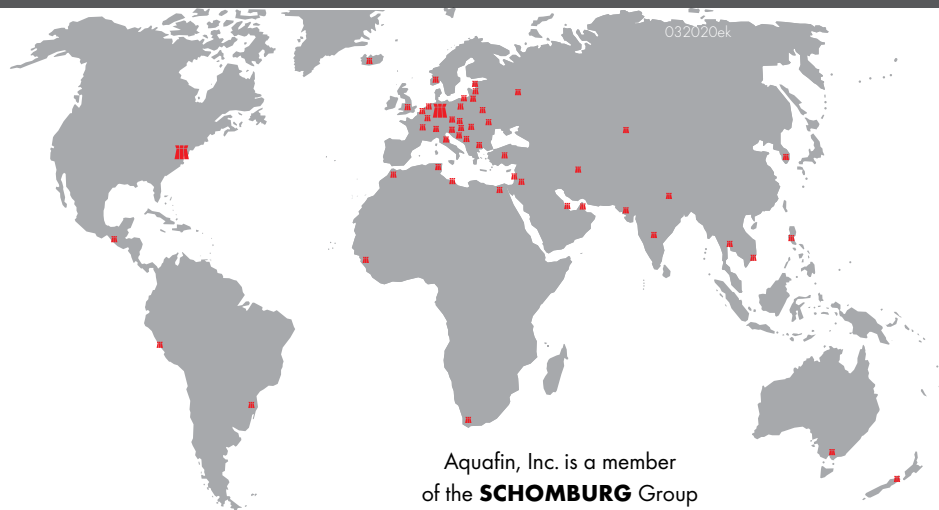 032020ek
Aquafin, Inc. is a member
of the SCHOMBURG Group